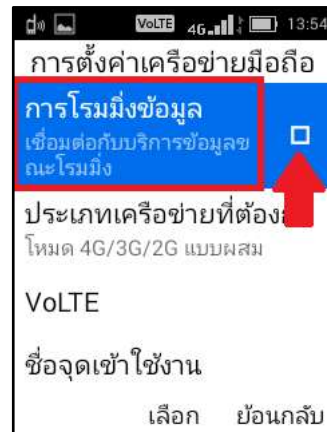 VoLTE 4G 13:54
การตั้งค่าเครือข่ายมือถือ
การโรมมิ่งข้อมูล
เชื่อมต่อกับบริการข้อมูลข
ณะโรมมิ่ง
ประเภทเครือข่ายที่ต้อง
โหมด 4G/3G/2G แบบผสม
VoLTE
ชื่อจุดเข้าใช้งาน
เลือก ย้อนกลับ